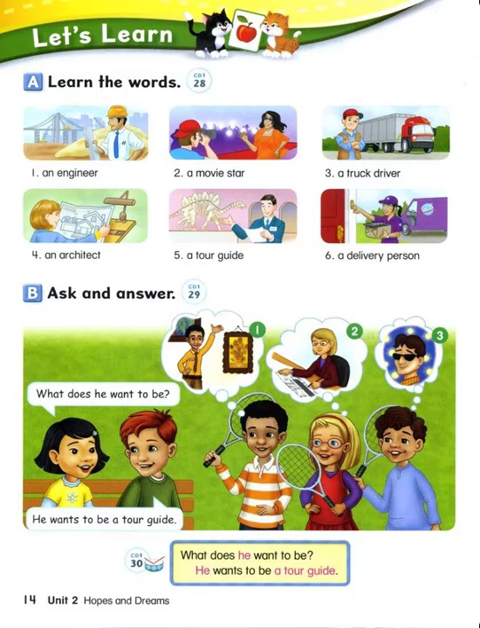 Let's Learn
A Learn the words. CD1 28
1. an engineer
2. a movie star
3. a truck driver
4. an architect
5. a tour guide
6. a delivery person
B Ask and answer. CD1 29
1
2
3
What does he want to be?
He wants to be a tour guide.
CD1 30
What does he want to be?
He wants to be a tour guide.
14 Unit 2 Hopes and Dreams